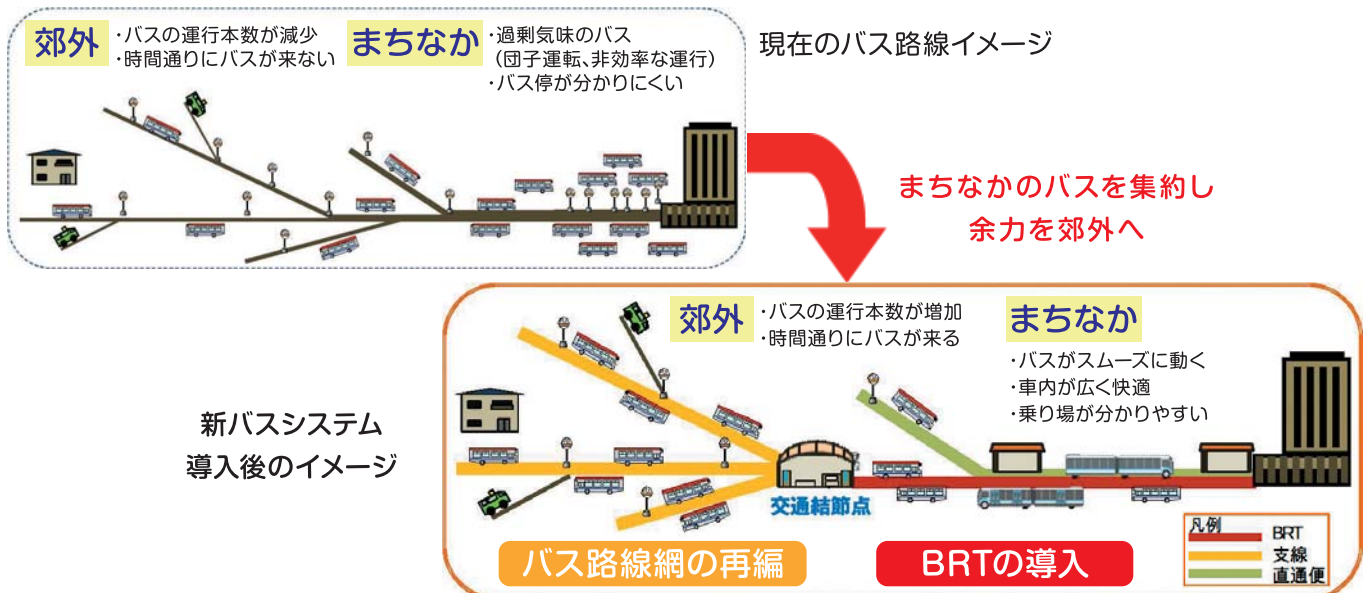 郊外
・バスの運行本数が減少
・時間通りにバスが来ない
まちなか
・過剰気味のバス
（団子運転、非効率な運行）
・バス停が分かりにくい
現在のバス路線イメージ
まちなかのバスを集約し
余力を郊外へ
郊外
・バスの運行本数が増加
・時間通りにバスが来る
まちなか
・バスがスムーズに動く
・車内が広く快適
・乗り場が分かりやすい
新バスシステム
導入後のイメージ
交通結節点
バス路線網の再編
BRTの導入
凡例
BRT
支線
直通便